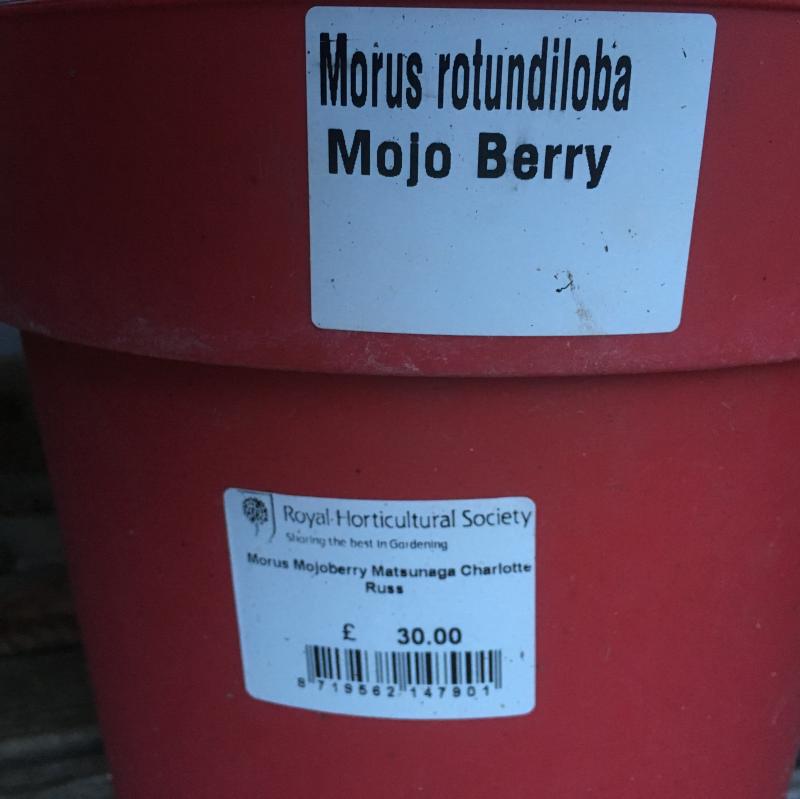 Morus rotundiloba
Mojo Berry
Royal Horticultural Society
Sharing the best in Gardening
Morus Mojoberry Matsunaga Charlotte
Russ
£ 30.00
8 719562 147901